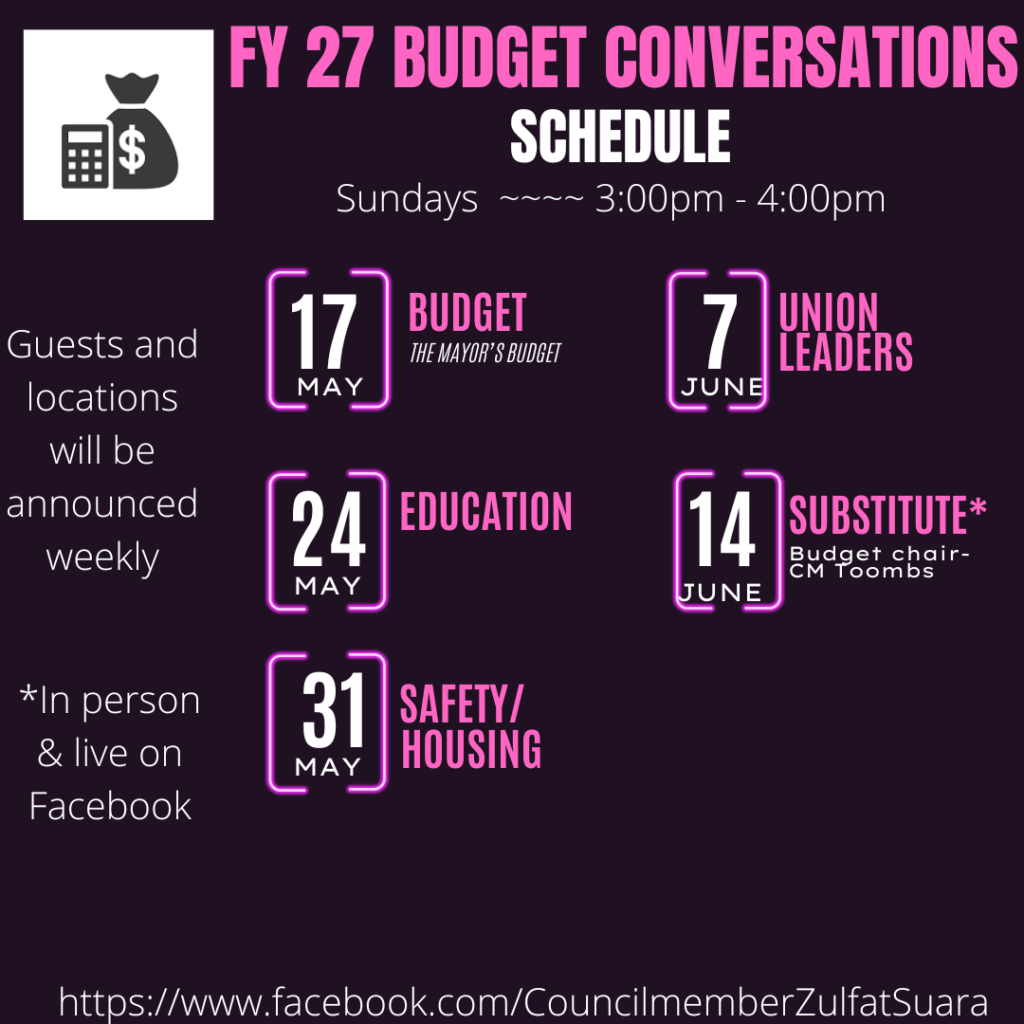 FY 27 BUDGET CONVERSATIONS
SCHEDULE
Sundays ~~~~ 3:00pm - 4:00pm
$
Guests and
locations
will be
announced
weekly
*In person
& live on
Facebook
17
MAY
BUDGET
THE MAYOR'S BUDGET
24
MAY
EDUCATION
31
MAY
SAFETY/
HOUSING
7
JUNE
UNION
LEADERS
14
JUNE
SUBSTITUTE*
Budget chair-
CM Toombs
https://www.facebook.com/CouncilmemberZulfatSuara